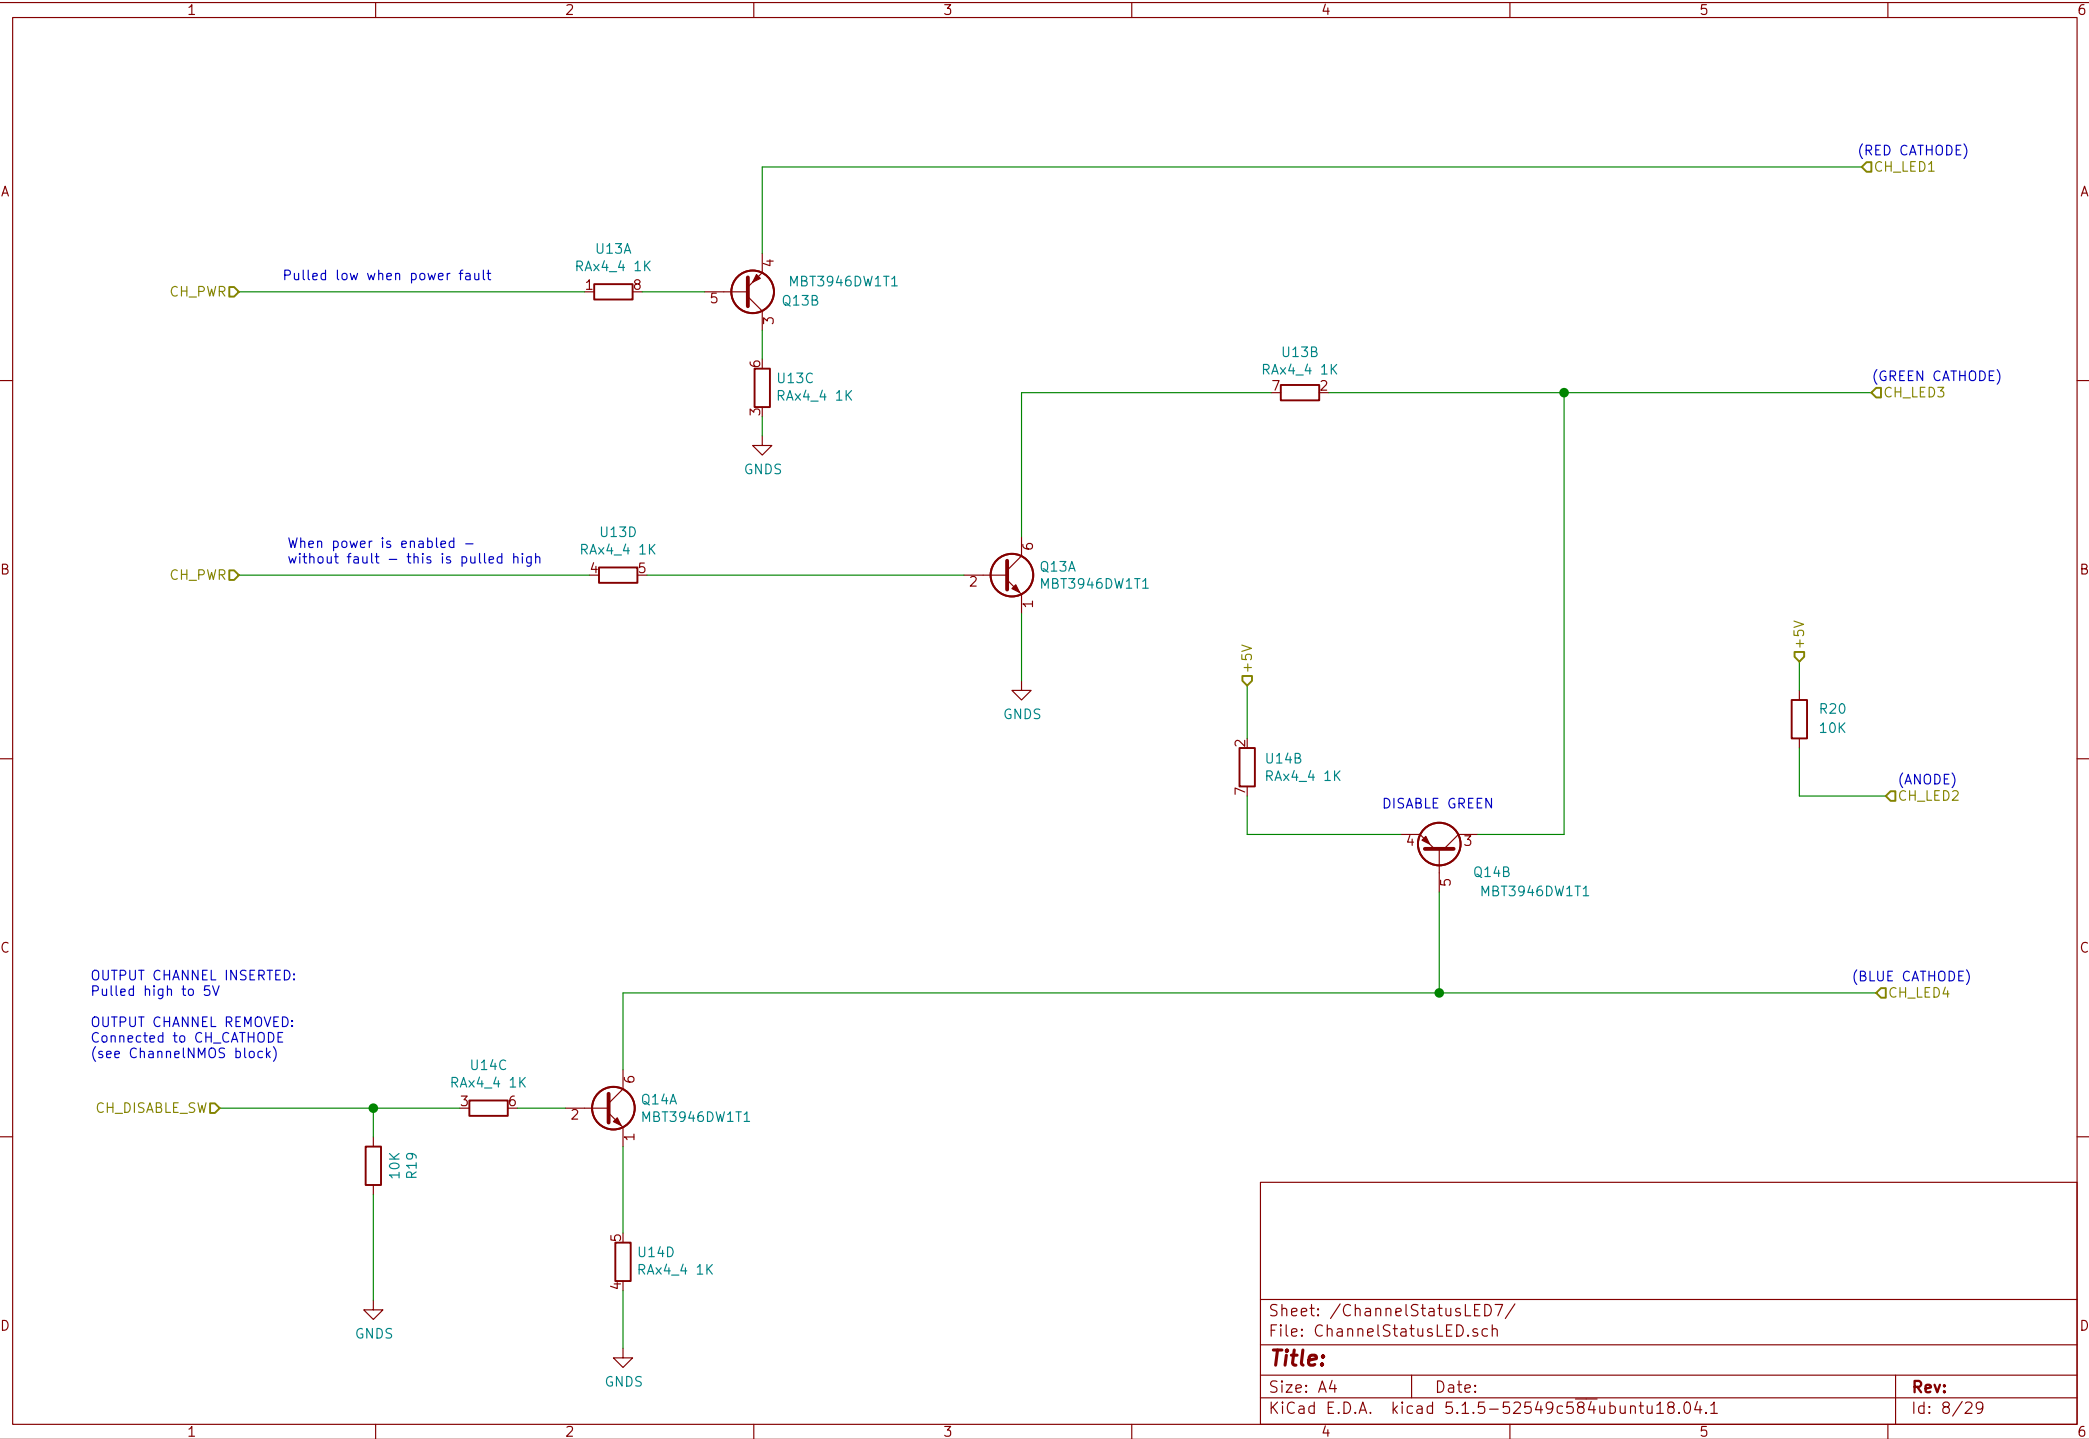 1 2 3 4 5 6
(RED CATHODE)
A CH_LED1 A
U13A
RAx4_4 1K
Pulled low when power fault
CH_PWR 1 8 5 4 3
MBT3946DW1T1
Q13B
6 3
U13C
RAx4_4 1K
GNDS
U13B
RAx4_4 1K
7 2
(GREEN CATHODE)
CH_LED3
When power is enabled –
without fault – this is pulled high
U13D
RAx4_4 1K
B CH_PWR 4 5 2 6 1 B
Q13A
MBT3946DW1T1
GNDS
+5V
+5V
R20
10K
2 7
U14B
RAx4_4 1K
(ANODE)
CH_LED2
DISABLE GREEN
4 3 5
Q14B
MBT3946DW1T1
C C
OUTPUT CHANNEL INSERTED:
Pulled high to 5V
(BLUE CATHODE)
CH_LED4
OUTPUT CHANNEL REMOVED:
Connected to CH_CATHODE
(see ChannelNMOS block)
U14C
RAx4_4 1K
CH_DISABLE_SW 3 6 2 6 1
Q14A
MBT3946DW1T1
10K
R19
5 4
U14D
RAx4_4 1K
GNDS
GNDS
Sheet: /ChannelStatusLED7/
D File: ChannelStatusLED.sch D
Title:
Size: A4 Date: Rev:
KiCad E.D.A. kicad 5.1.5-52549c584ubuntu18.04.1 Id: 8/29
1 2 3 4 5 6